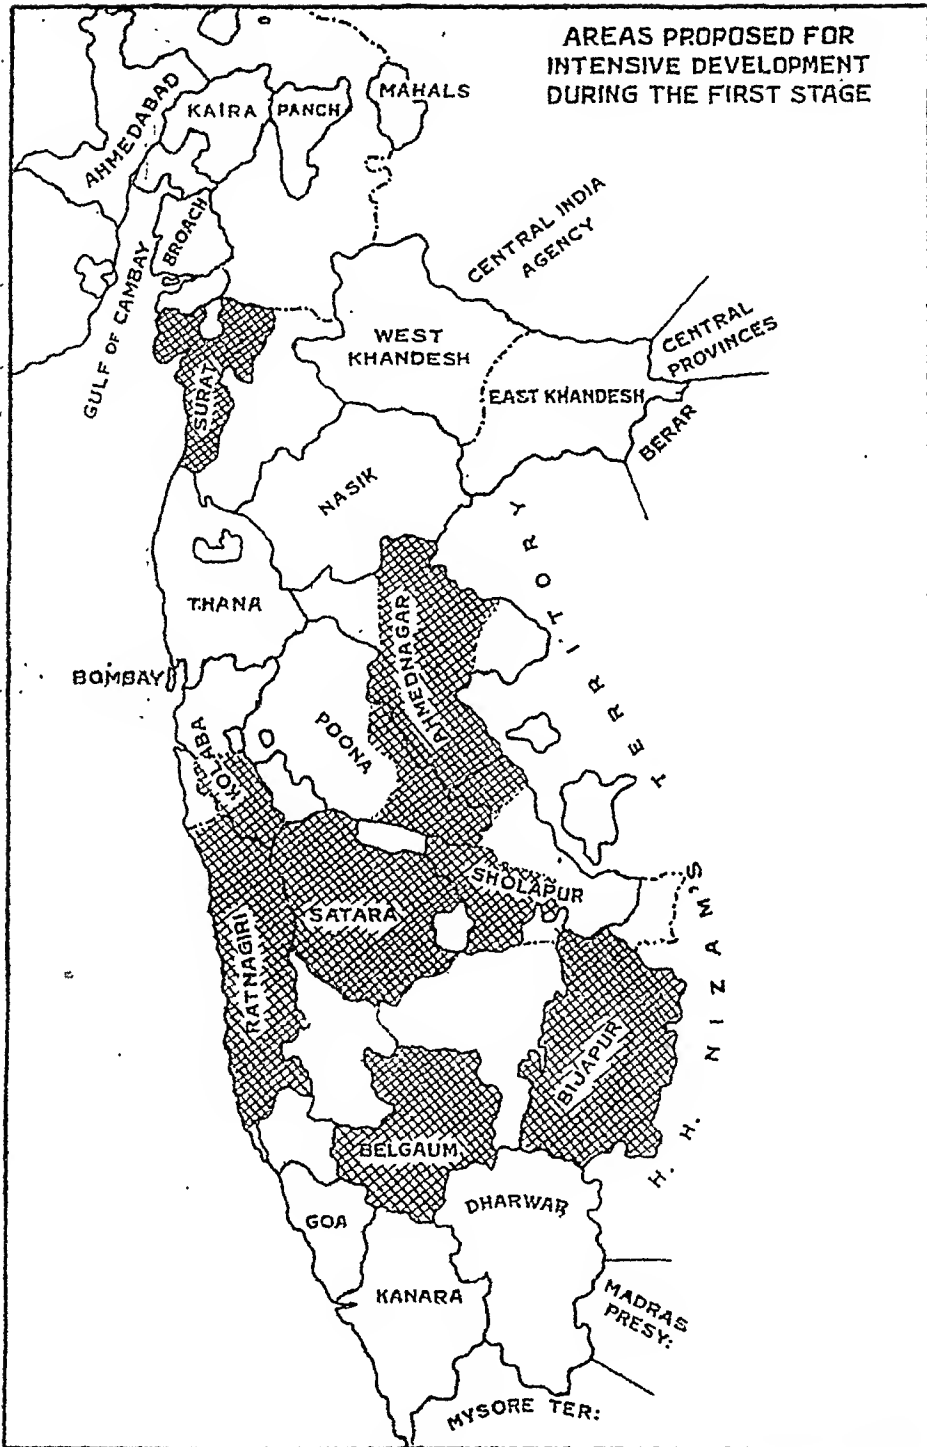 AREAS PROPOSED FOR
INTENSIVE DEVELOPMENT
DURING THE FIRST STAGE
AHMEDABAD
KAIRA
PANCH
MAHALS
BROACH
GULF OF CAMBAY
CENTRAL INDIA
AGENCY
CENTRAL
PROVINCES
WEST
KHANDESH
EAST KHANDESH
BERAR
SURAT
NASIK
THANA
BOMBAY
AHMEDNAGAR
POONA
KOLABA
SHOLAPUR
SATARA
RATNAGIRI
BIJAPUR
BELGAUM
H. H. NIZAM'S TERRITORY
GOA
DHARWAR
KANARA
MADRAS
PRESY:
MYSORE TER: